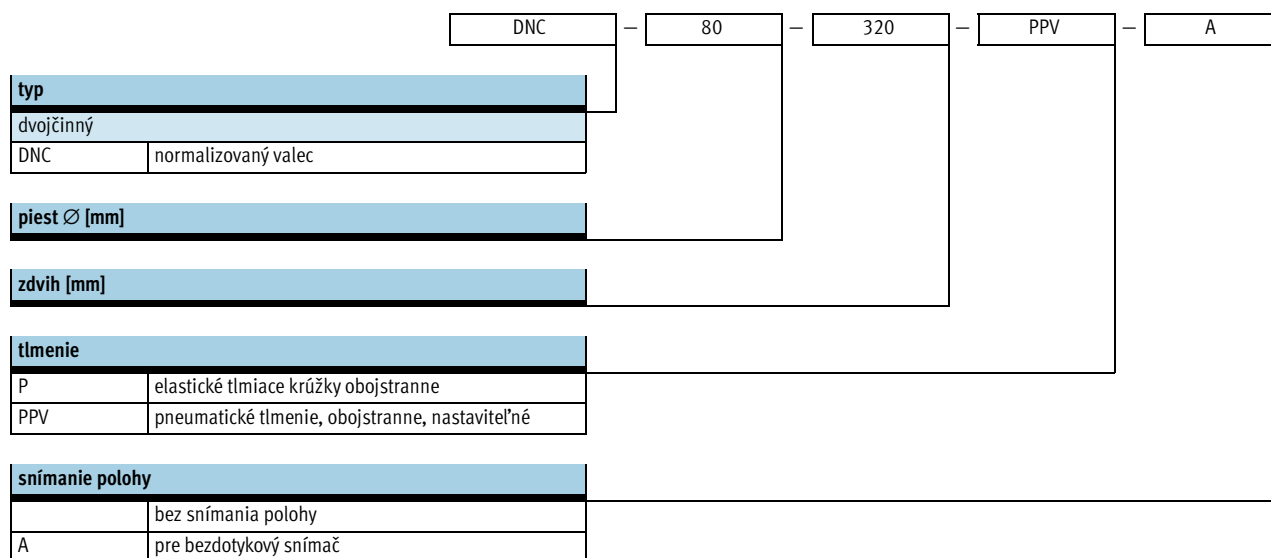 DNC – 80 – 320 – PPV – A
typ
dvojčinný
DNC normalizovaný valec
piest ∅ [mm]
zdvih [mm]
tlmenie
P elastické tlmiace krúžky obojstranne
PPV pneumatické tlmenie, obojstranne, nastaviteľné
snímanie polohy
bez snímania polohy
A pre bezdotykový snímač